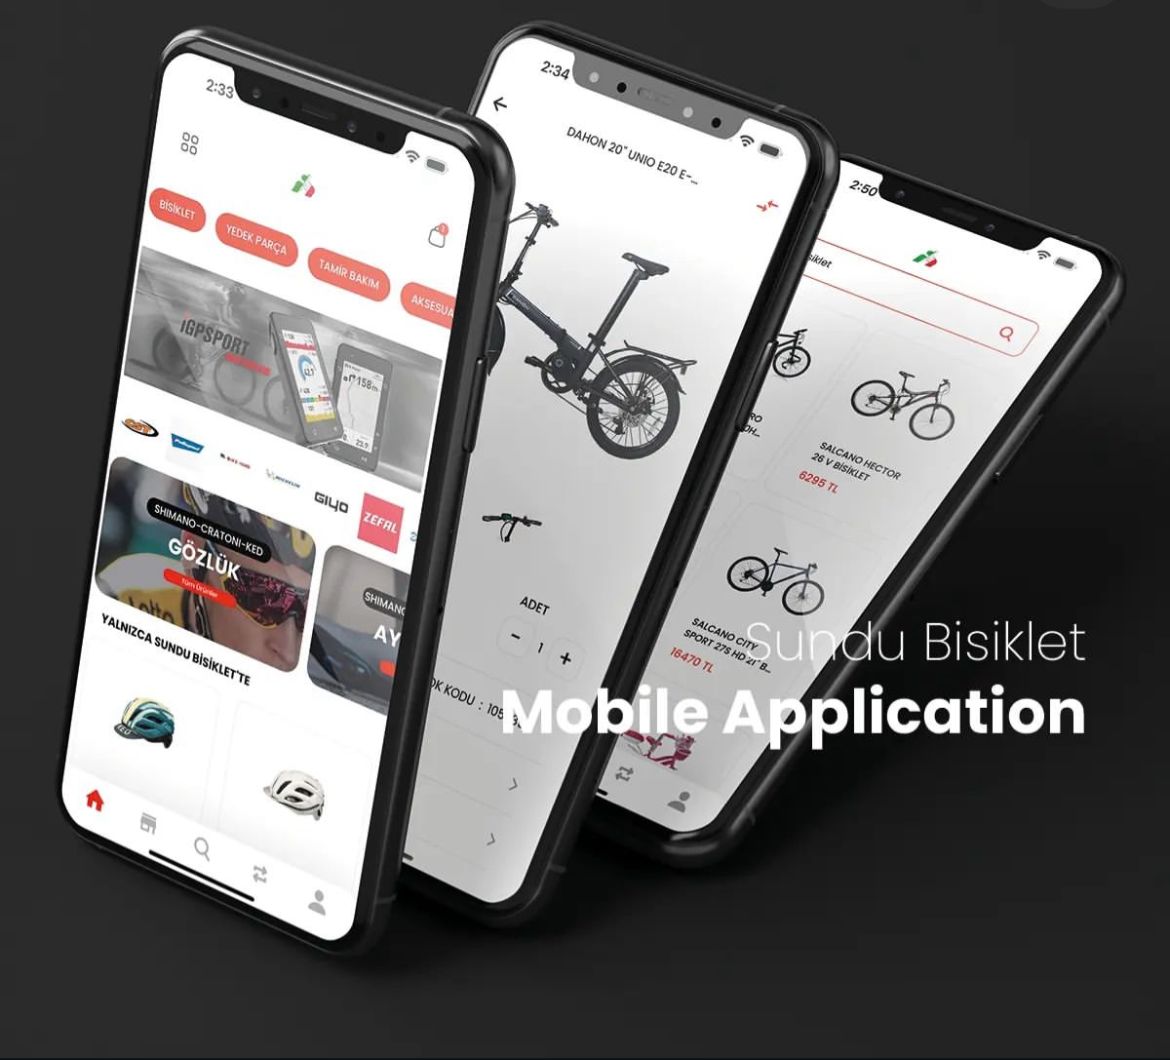 2:33
BİSİKLET
YEDEK PARÇA
TAMİR BAKIM
AKSESUA
iGPSPORT
158m
GIYO
ZEFAL
SHIMANO-CRATONI-KED
GÖZLÜK
Tüm Ürünler
SHIMANO
AY
YALNIZCA SUNDU BİSİKLET'TE
2:34
DAHON 20" UNIO E20 E-...
ADET
- 1 +
OK KODU : 105
2:50
siklet
SALCANO HECTOR
26 V BİSİKLET
6295 TL
SALCANO CITY
SPORT 27S HD 21" B...
16470 TL
Sundu Bisiklet
Mobile Application